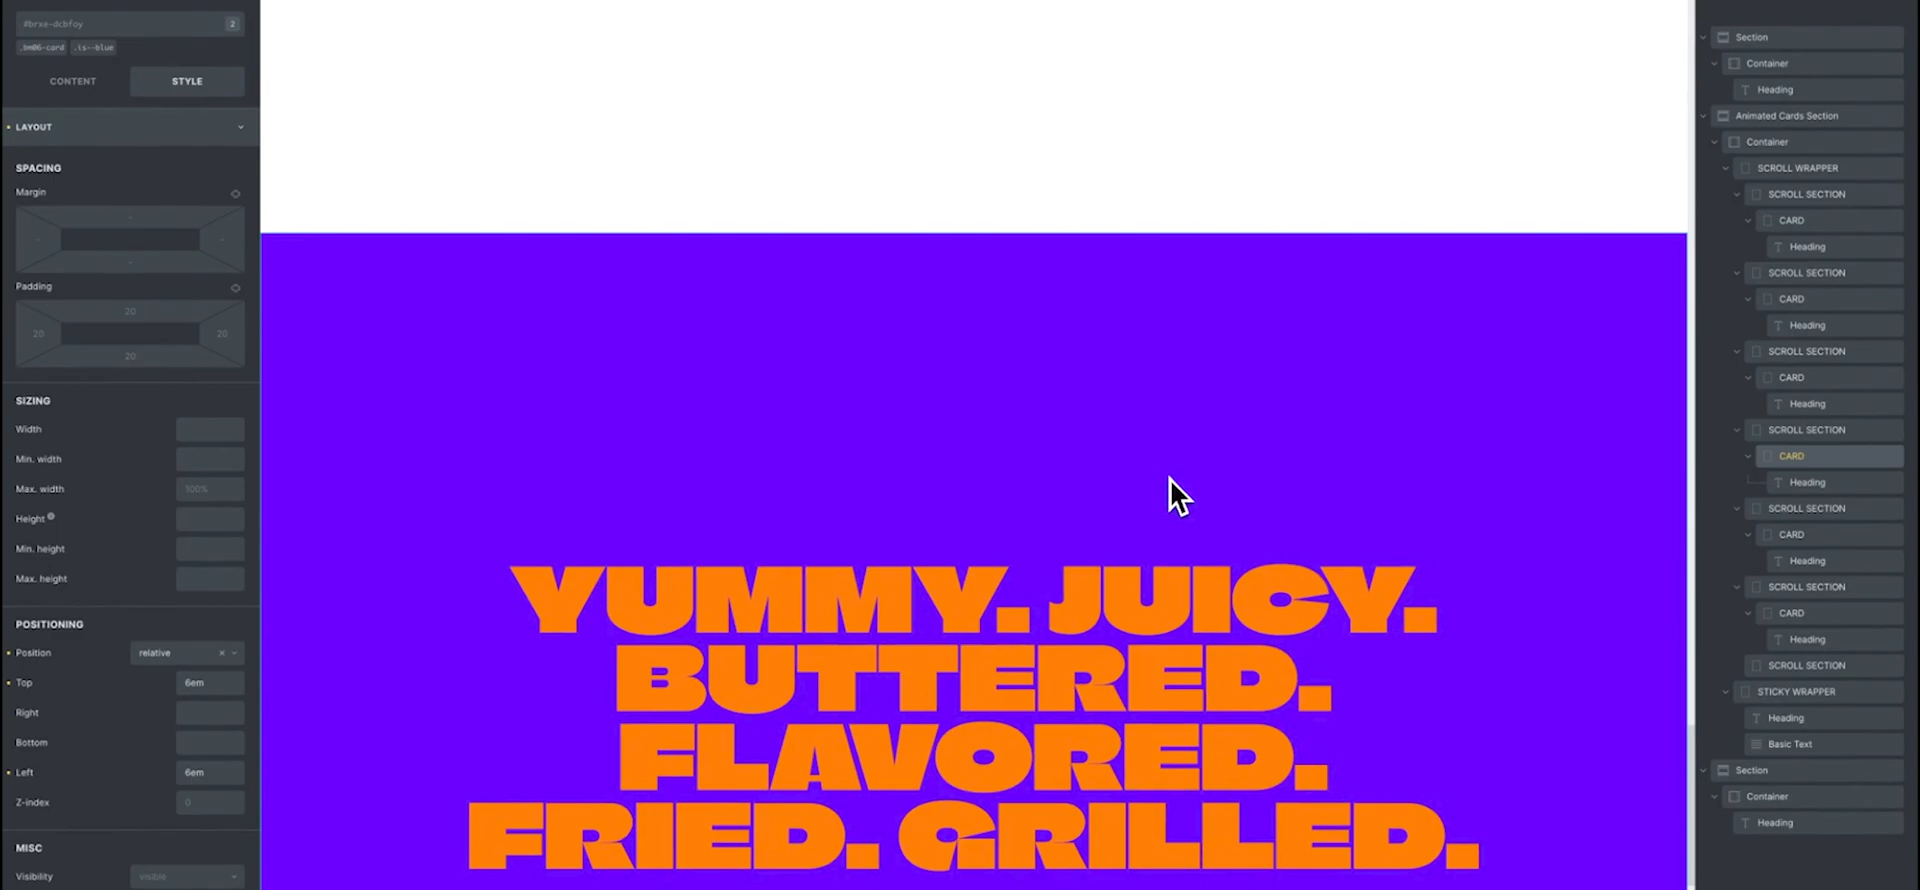 #brxe-dcbfoy
2
.bm06-card
.is--blue
CONTENT
STYLE
LAYOUT
SPACING
Margin
-
-
-
-
Padding
20
20
20
20
SIZING
Width
Min. width
Max. width
100%
Height
Min. height
Max. height
POSITIONING
Position
relative
Top
6em
Right
Bottom
Left
6em
Z-index
0
MISC
Visibility
visible
YUMMY. JUICY.
BUTTERED.
FLAVORED.
FRIED. GRILLED.
Section
Container
Heading
Animated Cards Section
Container
SCROLL WRAPPER
SCROLL SECTION
CARD
Heading
SCROLL SECTION
CARD
Heading
SCROLL SECTION
CARD
Heading
SCROLL SECTION
CARD
Heading
SCROLL SECTION
CARD
Heading
SCROLL SECTION
CARD
Heading
SCROLL SECTION
STICKY WRAPPER
Heading
Basic Text
Section
Container
Heading